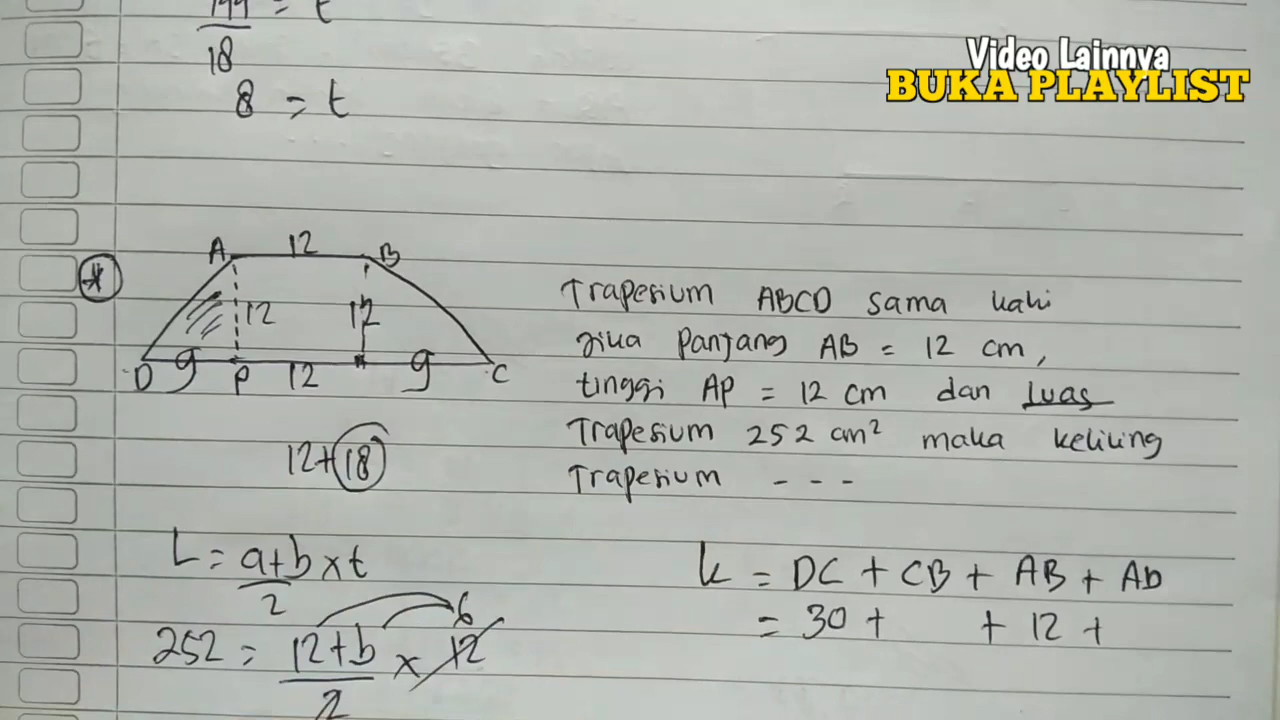 144 = t
18
8 = t
Video Lainnya
BUKA PLAYLIST
A 12 B
12 12
D 9 P 12 9 C
12+18
Trapesium ABCD sama kaki
jika Panjang AB = 12 cm,
tinggi AP = 12 cm dan Luas
Trapesium 252 cm² maka keliling
Trapesium - - -
L = a+b x t
2
6
252 = 12+b x 12
2
k = DC + CB + AB + AD
= 30 + + 12 +